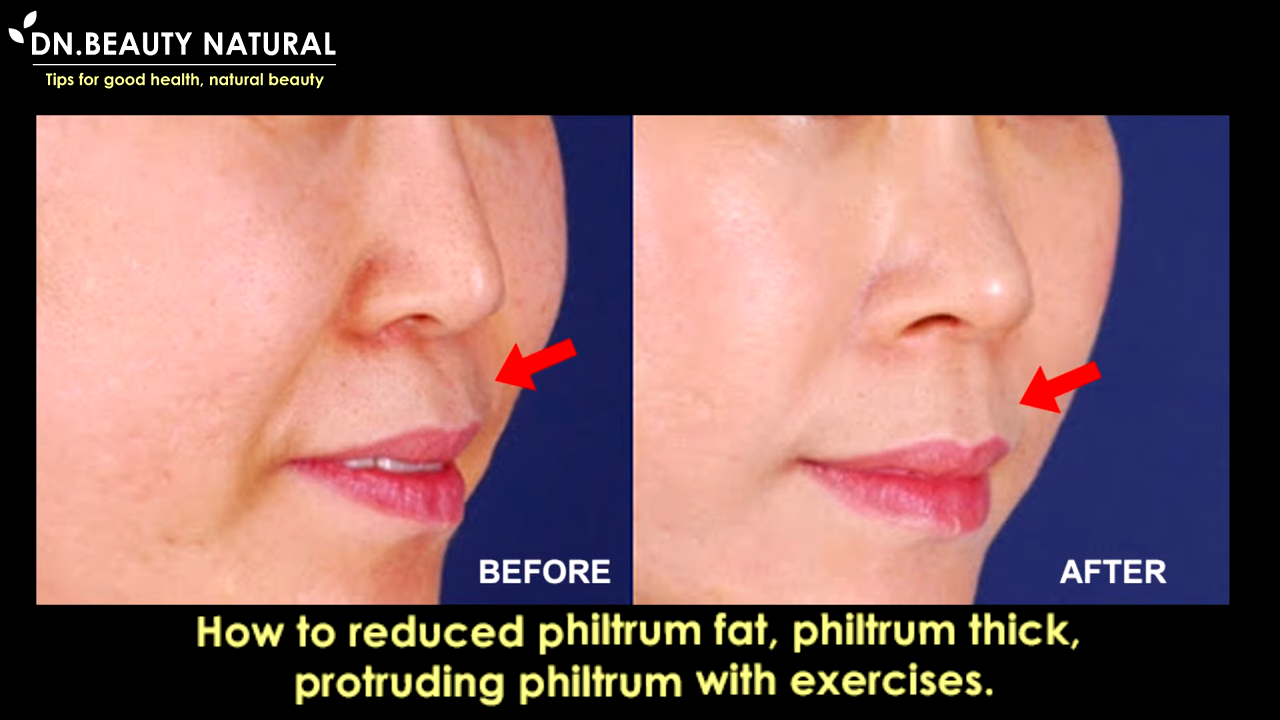 DN.BEAUTY NATURAL
Tips for good health, natural beauty
BEFORE
AFTER
How to reduced philtrum fat, philtrum thick,
protruding philtrum with exercises.